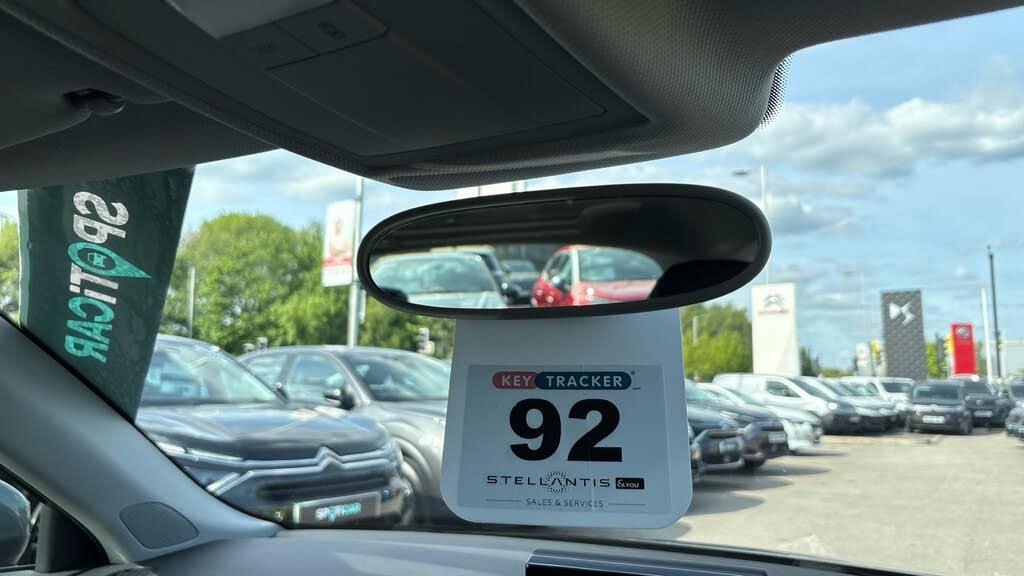 SPOTiCAR
KEY TRACKER
92
STELLANTIS &YOU
SALES & SERVICES
SPOTiCAR